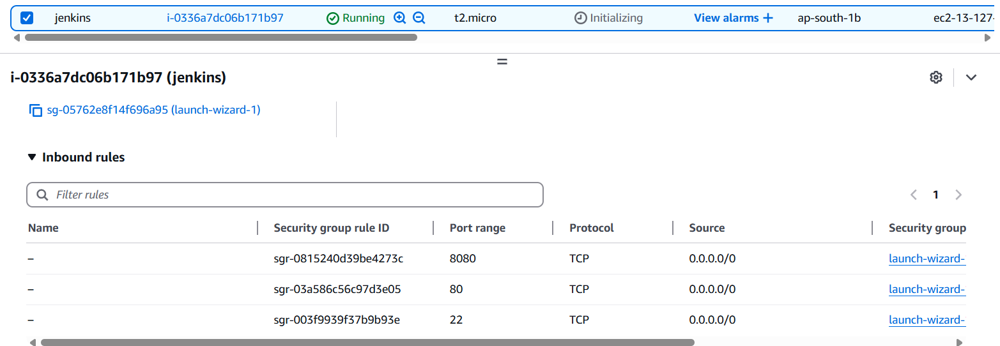 jenkins i-0336a7dc06b171b97 Running t2.micro Initializing View alarms + ap-south-1b ec2-13-127-
i-0336a7dc06b171b97 (jenkins)
sg-05762e8f14f696a95 (launch-wizard-1)
Inbound rules
Filter rules
1
Name Security group rule ID Port range Protocol Source Security group
– sgr-0815240d39be4273c 8080 TCP 0.0.0.0/0 launch-wizard-
– sgr-03a586c56c97d3e05 80 TCP 0.0.0.0/0 launch-wizard-
– sgr-003f9939f37b9b93e 22 TCP 0.0.0.0/0 launch-wizard-